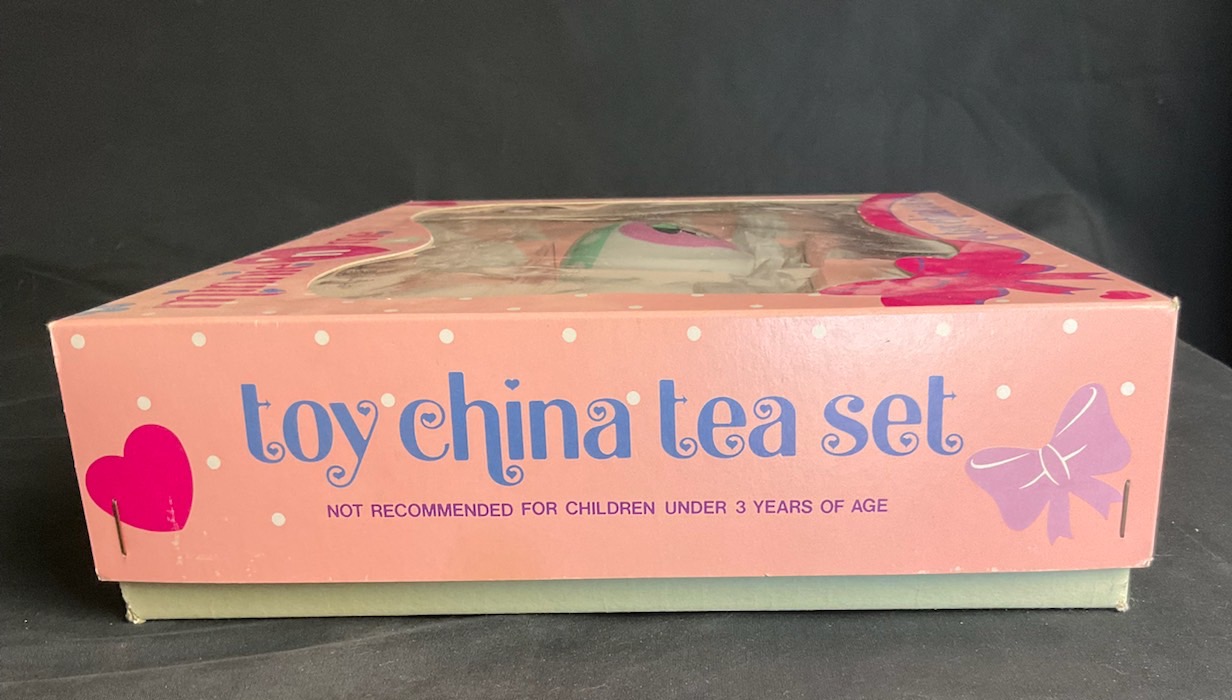 toy china tea set
NOT RECOMMENDED FOR CHILDREN UNDER 3 YEARS OF AGE